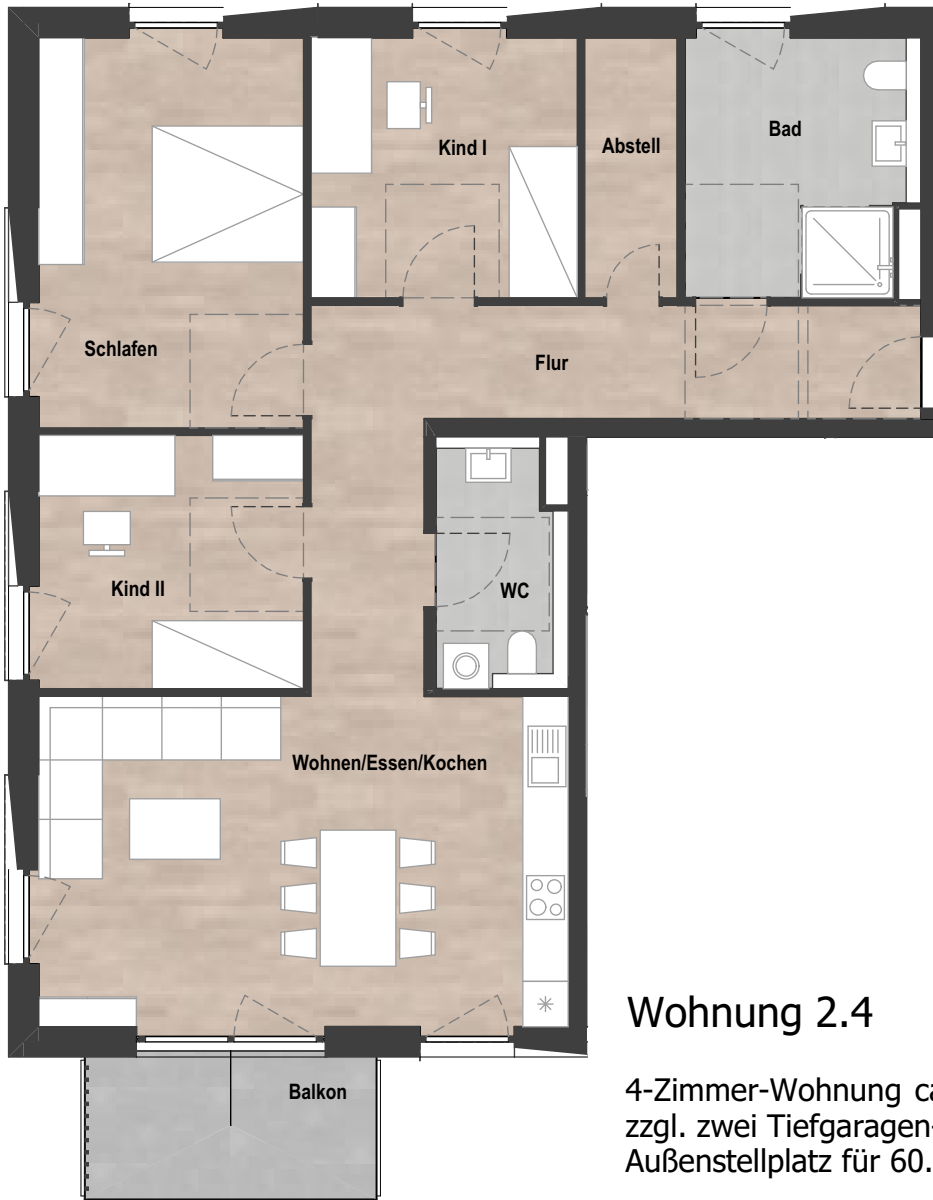 Kind I
Abstell
Bad
Schlafen
Flur
Kind II
WC
Wohnen/Essen/Kochen
Balkon
Wohnung 2.4
4-Zimmer-Wohnung
zzgl. zwei Tiefgaragen-
Außenstellplatz für 60.